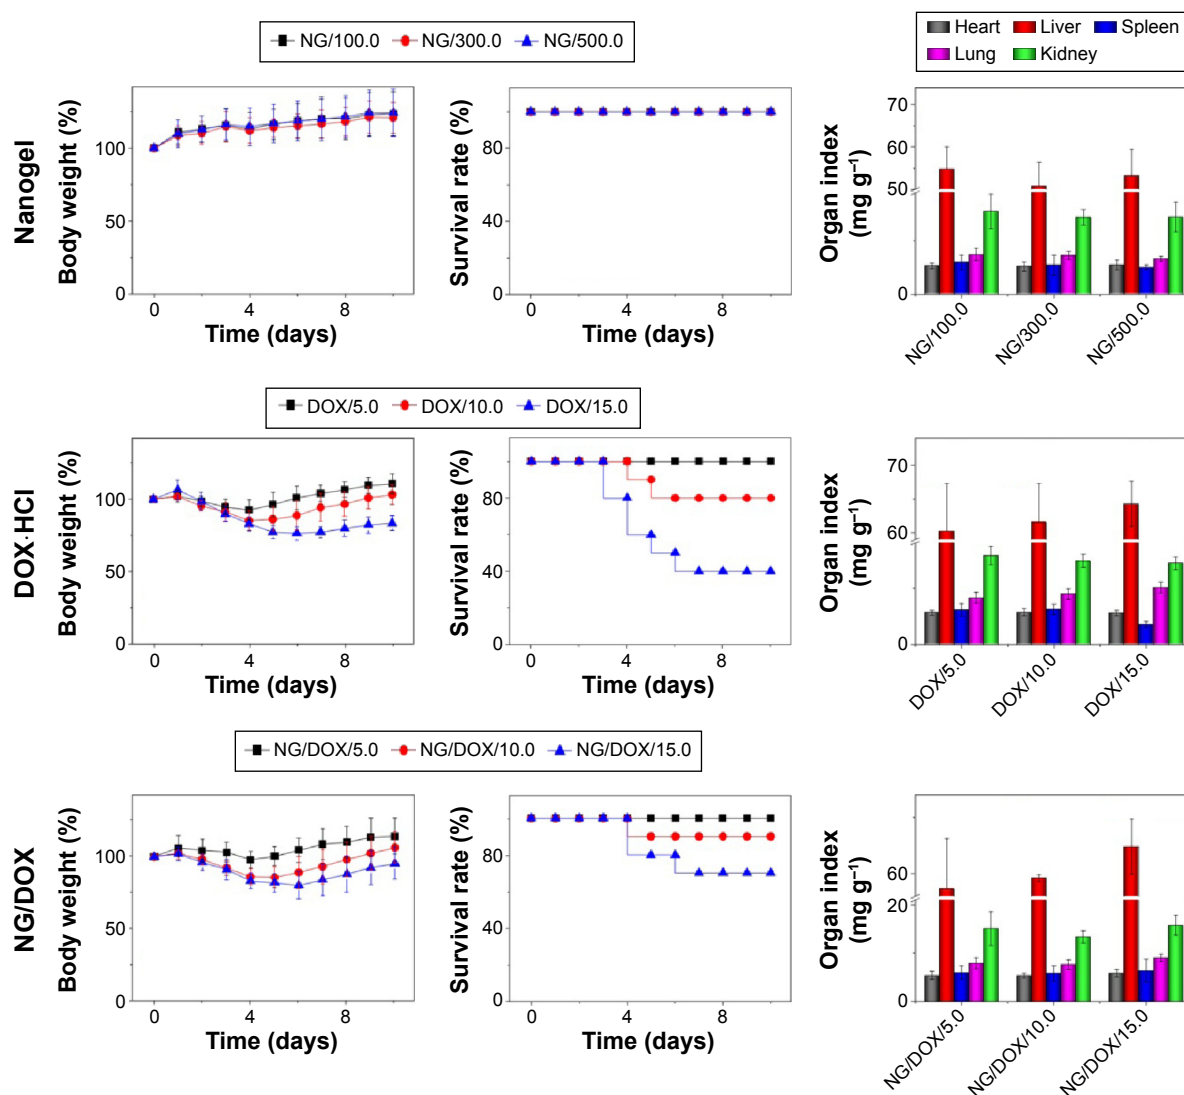 Heart Liver Spleen
Lung Kidney
NG/100.0 NG/300.0 NG/500.0
Nanogel
Body weight (%)
100
50
0
0 4 8
Time (days)
Survival rate (%)
80
40
0
0 4 8
Time (days)
Organ index
(mg g⁻¹)
70
60
50
0
NG/100.0
NG/300.0
NG/500.0
DOX/5.0 DOX/10.0 DOX/15.0
DOX·HCl
Body weight (%)
100
50
0
0 4 8
Time (days)
Survival rate (%)
80
40
0
0 4 8
Time (days)
Organ index
(mg g⁻¹)
70
60
0
DOX/5.0
DOX/10.0
DOX/15.0
NG/DOX/5.0 NG/DOX/10.0 NG/DOX/15.0
NG/DOX
Body weight (%)
100
50
0
0 4 8
Time (days)
Survival rate (%)
80
40
0
0 4 8
Time (days)
Organ index
(mg g⁻¹)
60
20
0
NG/DOX/5.0
NG/DOX/10.0
NG/DOX/15.0